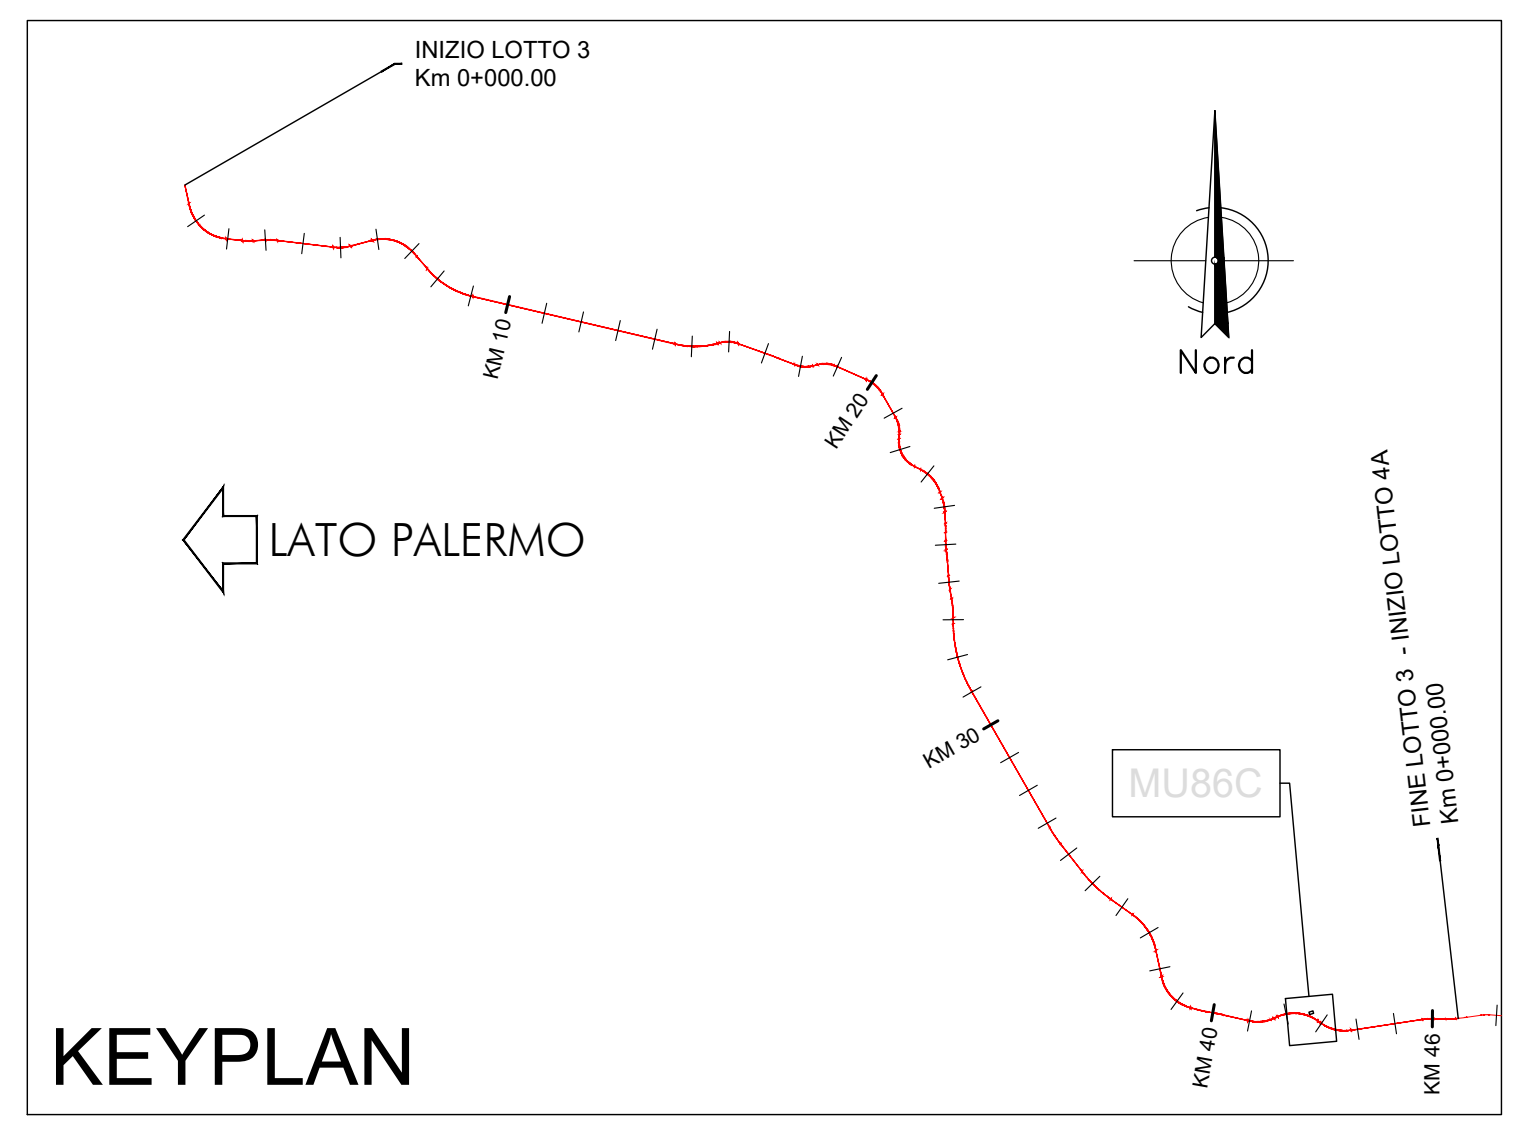 INIZIO LOTTO 3
Km 0+000.00
Nord
KM 10
KM 20
LATO PALERMO
FINE LOTTO 3 - INIZIO LOTTO 4A
Km 0+000.00
KM 30
MU86C
KM 40
KM 46
KEYPLAN